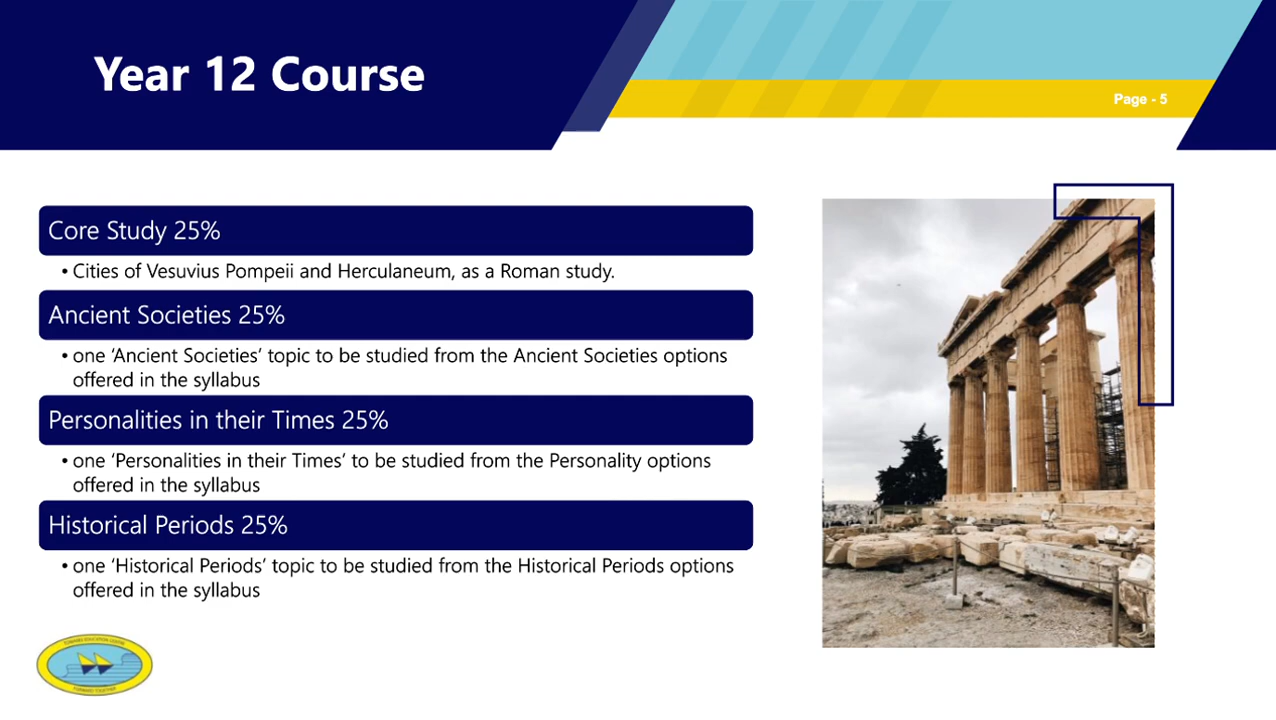 Year 12 Course
Page - 5
Core Study 25%
• Cities of Vesuvius Pompeii and Herculaneum, as a Roman study.
Ancient Societies 25%
• one ‘Ancient Societies’ topic to be studied from the Ancient Societies options
offered in the syllabus
Personalities in their Times 25%
• one ‘Personalities in their Times’ to be studied from the Personality options
offered in the syllabus
Historical Periods 25%
• one ‘Historical Periods’ topic to be studied from the Historical Periods options
offered in the syllabus